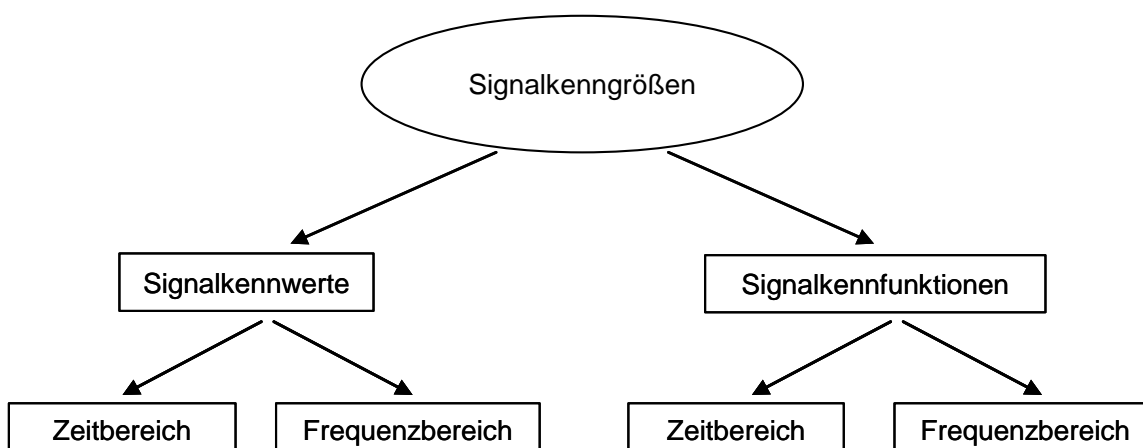 Signalkenngrößen
Signalkennwerte
Signalkennfunktionen
Zeitbereich
Frequenzbereich
Zeitbereich
Frequenzbereich